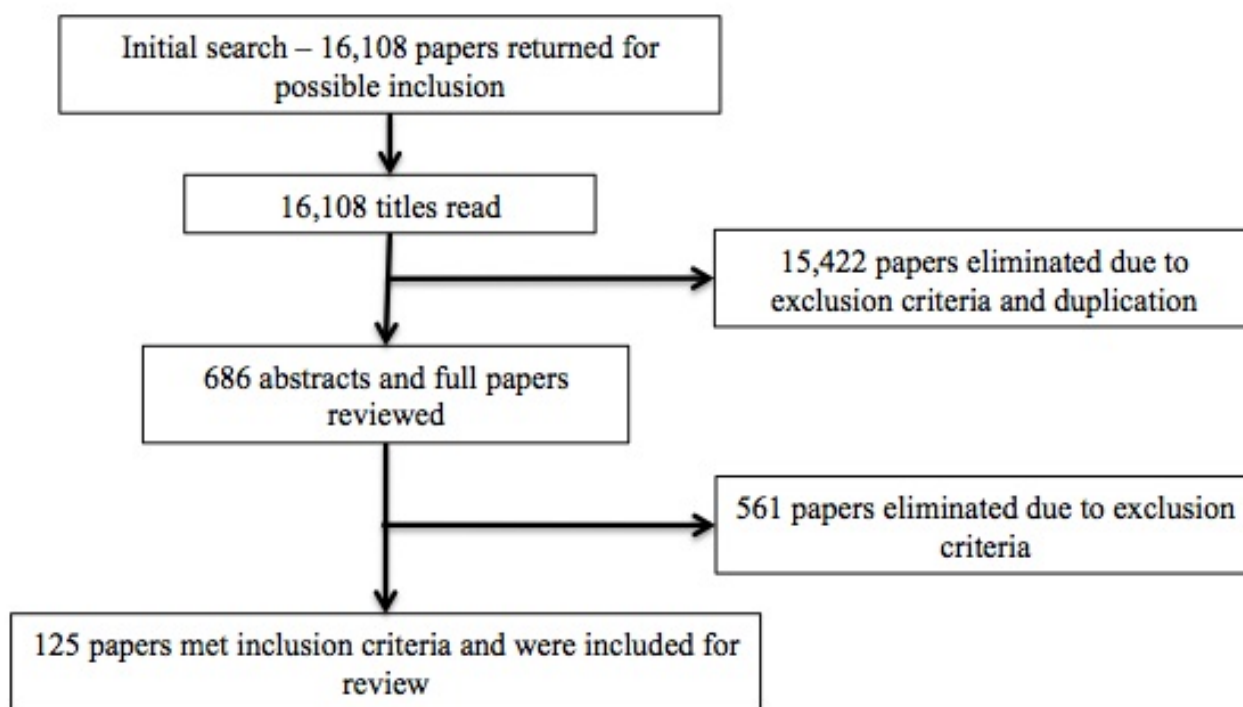 Initial search – 16,108 papers returned for
possible inclusion
16,108 titles read
15,422 papers eliminated due to
exclusion criteria and duplication
686 abstracts and full papers
reviewed
561 papers eliminated due to exclusion
criteria
125 papers met inclusion criteria and were included for
review